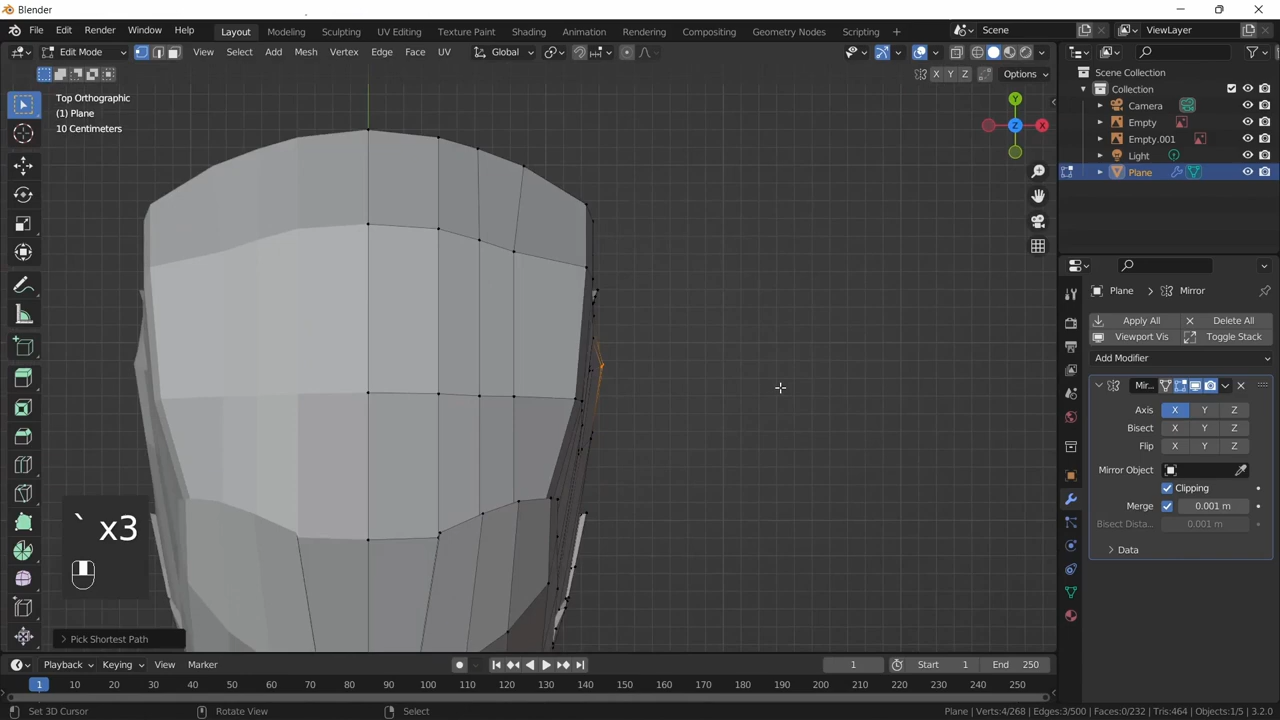 Blender
File Edit Render Window Help Layout Modeling Sculpting UV Editing Texture Paint Shading Animation Rendering Compositing Geometry Nodes Scripting + Scene ViewLayer
Edit Mode View Select Add Mesh Vertex Edge Face UV Global
X Y Z Options
Top Orthographic
(1) Plane
10 Centimeters
Y
Z X
Scene Collection
Collection
Camera
Empty
Empty.001
Light
Plane
Plane Mirror
Apply All Delete All
Viewport Vis Toggle Stack
Add Modifier
Mir...
Axis X Y Z
Bisect X Y Z
Flip X Y Z
Mirror Object
Clipping
Merge 0.001 m
Bisect Dista... 0.001 m
Data
` x3
Pick Shortest Path
Playback Keying View Marker 1 Start 1 End 250
1 10 20 30 40 50 60 70 80 90 100 110 120 130 140 150 160 170 180 190 200 210 220 230 240 250
Set 3D Cursor Rotate View Select Plane | Verts:4/268 | Edges:3/500 | Faces:0/232 | Tris:464 | Objects:1/5 | 3.2.0